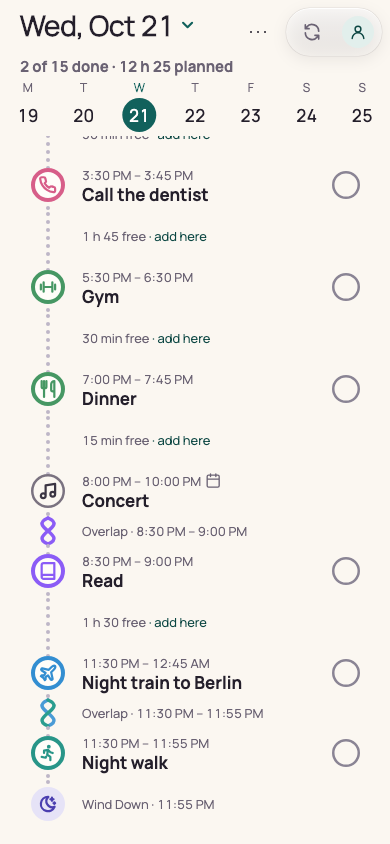 Wed, Oct 21
...
2 of 15 done · 12 h 25 planned
M T W T F S S
19 20 21 22 23 24 25
30 min free · add here
3:30 PM – 3:45 PM
Call the dentist
1 h 45 free · add here
5:30 PM – 6:30 PM
Gym
30 min free · add here
7:00 PM – 7:45 PM
Dinner
15 min free · add here
8:00 PM – 10:00 PM
Concert
Overlap · 8:30 PM – 9:00 PM
8:30 PM – 9:00 PM
Read
1 h 30 free · add here
11:30 PM – 12:45 AM
Night train to Berlin
Overlap · 11:30 PM – 11:55 PM
11:30 PM – 11:55 PM
Night walk
Wind Down · 11:55 PM